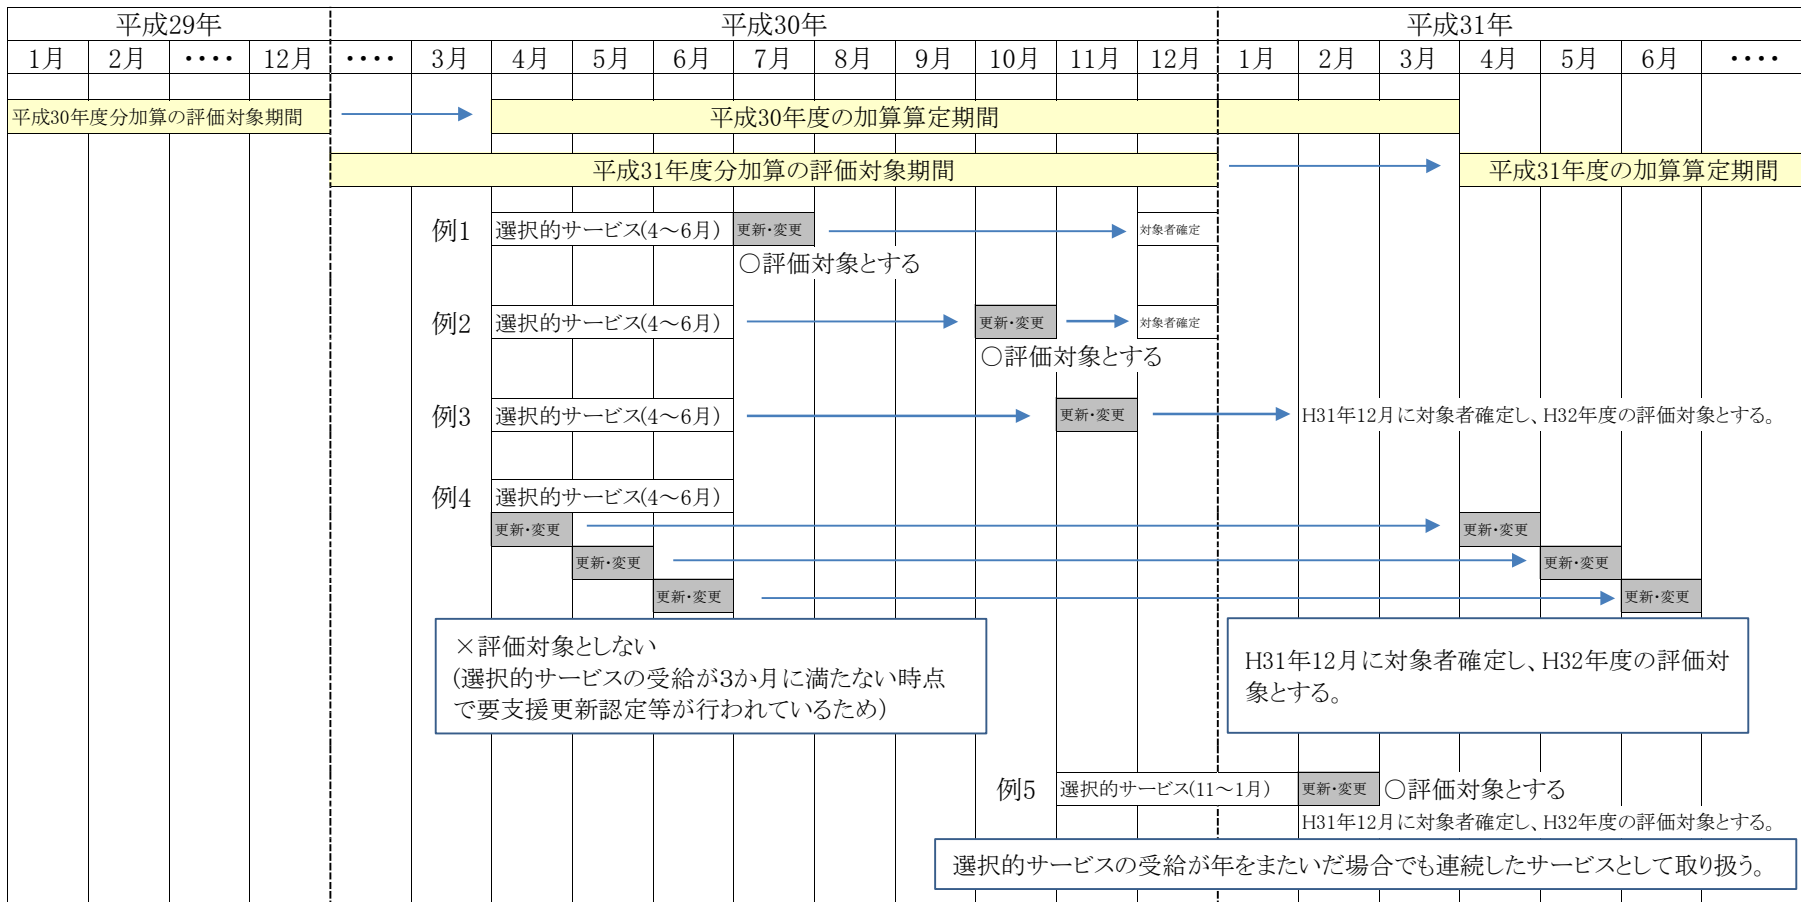 平成29年 平成30年 平成31年
1月 2月 ‥‥ 12月 ‥‥ 3月 4月 5月 6月 7月 8月 9月 10月 11月 12月 1月 2月 3月 4月 5月 6月 ‥‥
平成30年度分加算の評価対象期間 平成30年度の加算算定期間
平成31年度分加算の評価対象期間 平成31年度の加算算定期間
例1 選択的サービス(4～6月) 更新・変更 対象者確定
〇評価対象とする
例2 選択的サービス(4～6月) 更新・変更 対象者確定
〇評価対象とする
例3 選択的サービス(4～6月) 更新・変更 H31年12月に対象者確定し、H32年度の評価対象とする。
例4 選択的サービス(4～6月)
更新・変更 更新・変更
更新・変更 更新・変更
更新・変更 更新・変更
×評価対象としない
(選択的サービスの受給が3か月に満たない時点
で要支援更新認定等が行われているため)
H31年12月に対象者確定し、H32年度の評価対
象とする。
例5 選択的サービス(11～1月) 更新・変更 〇評価対象とする
H31年12月に対象者確定し、H32年度の評価対象とする。
選択的サービスの受給が年をまたいだ場合でも連続したサービスとして取り扱う。